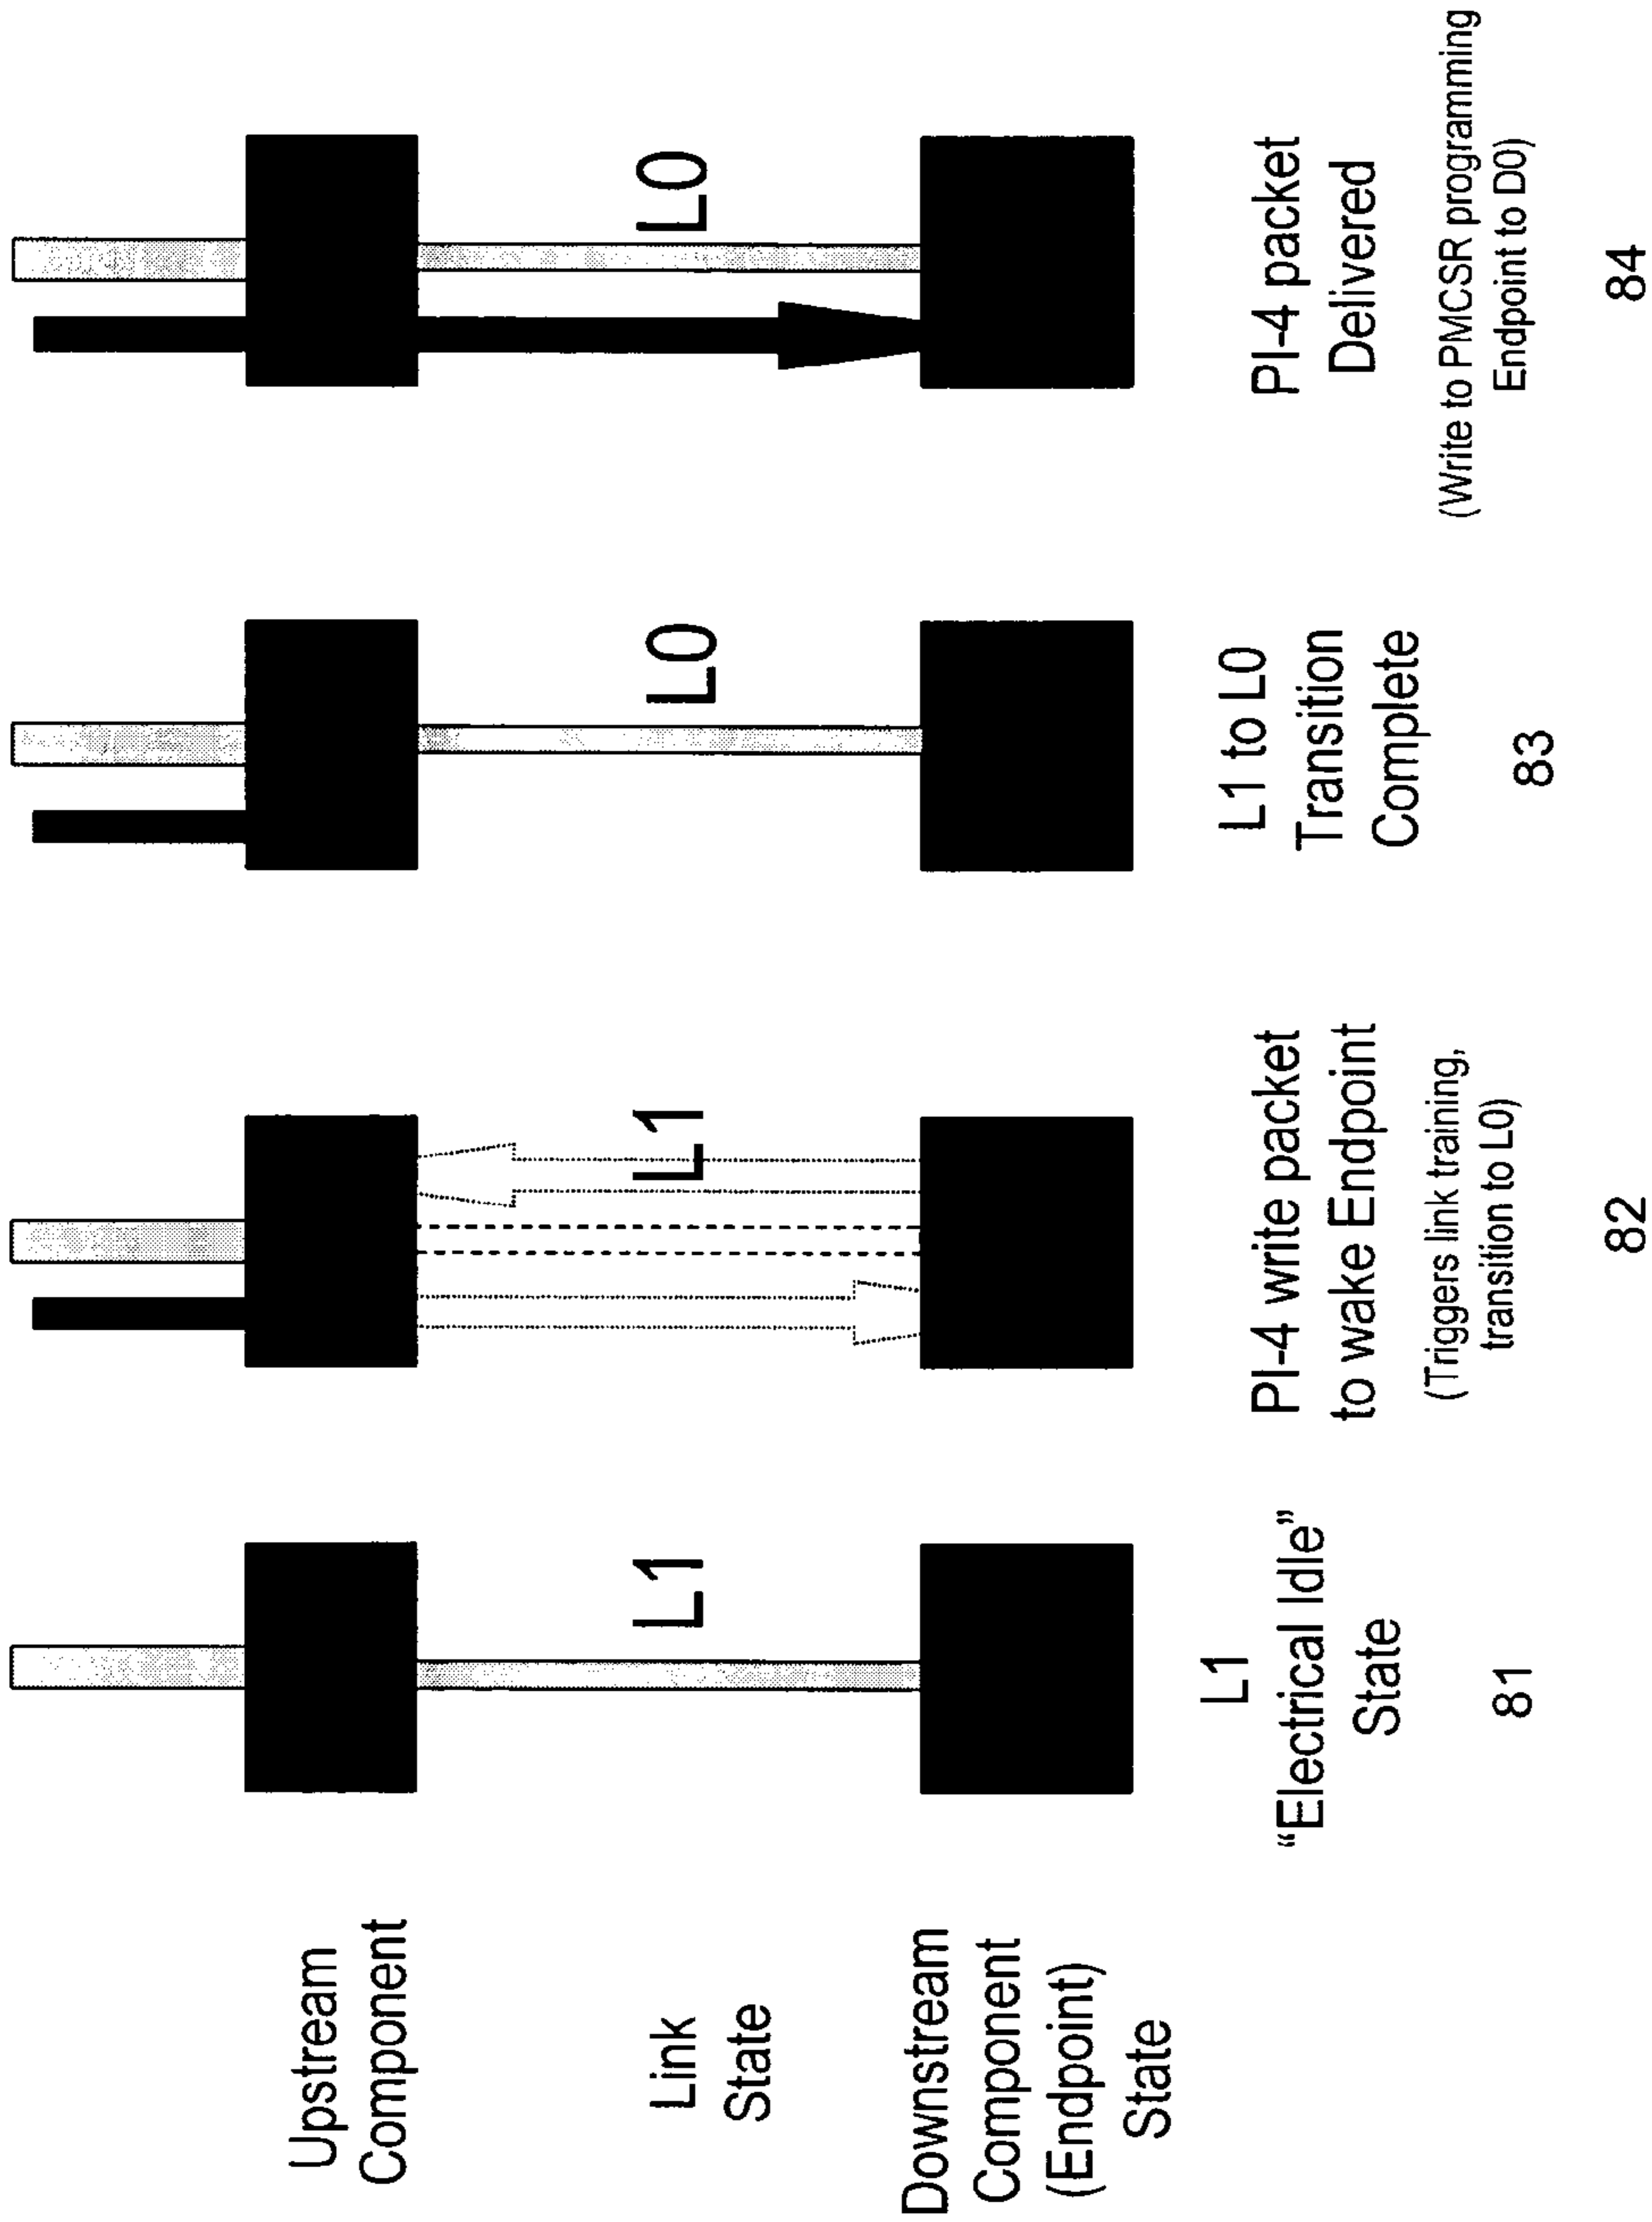 Upstream
Component
Link
State
Downstream
Component
(Endpoint)
State
L1
L1
“Electrical Idle”
State
81
L1
PI-4 write packet
to wake Endpoint
(Triggers link training,
transition to L0)
82
L0
L1 to L0
Transition
Complete
83
L0
PI-4 packet
Delivered
(Write to PMCSR programming
Endpoint to D0)
84